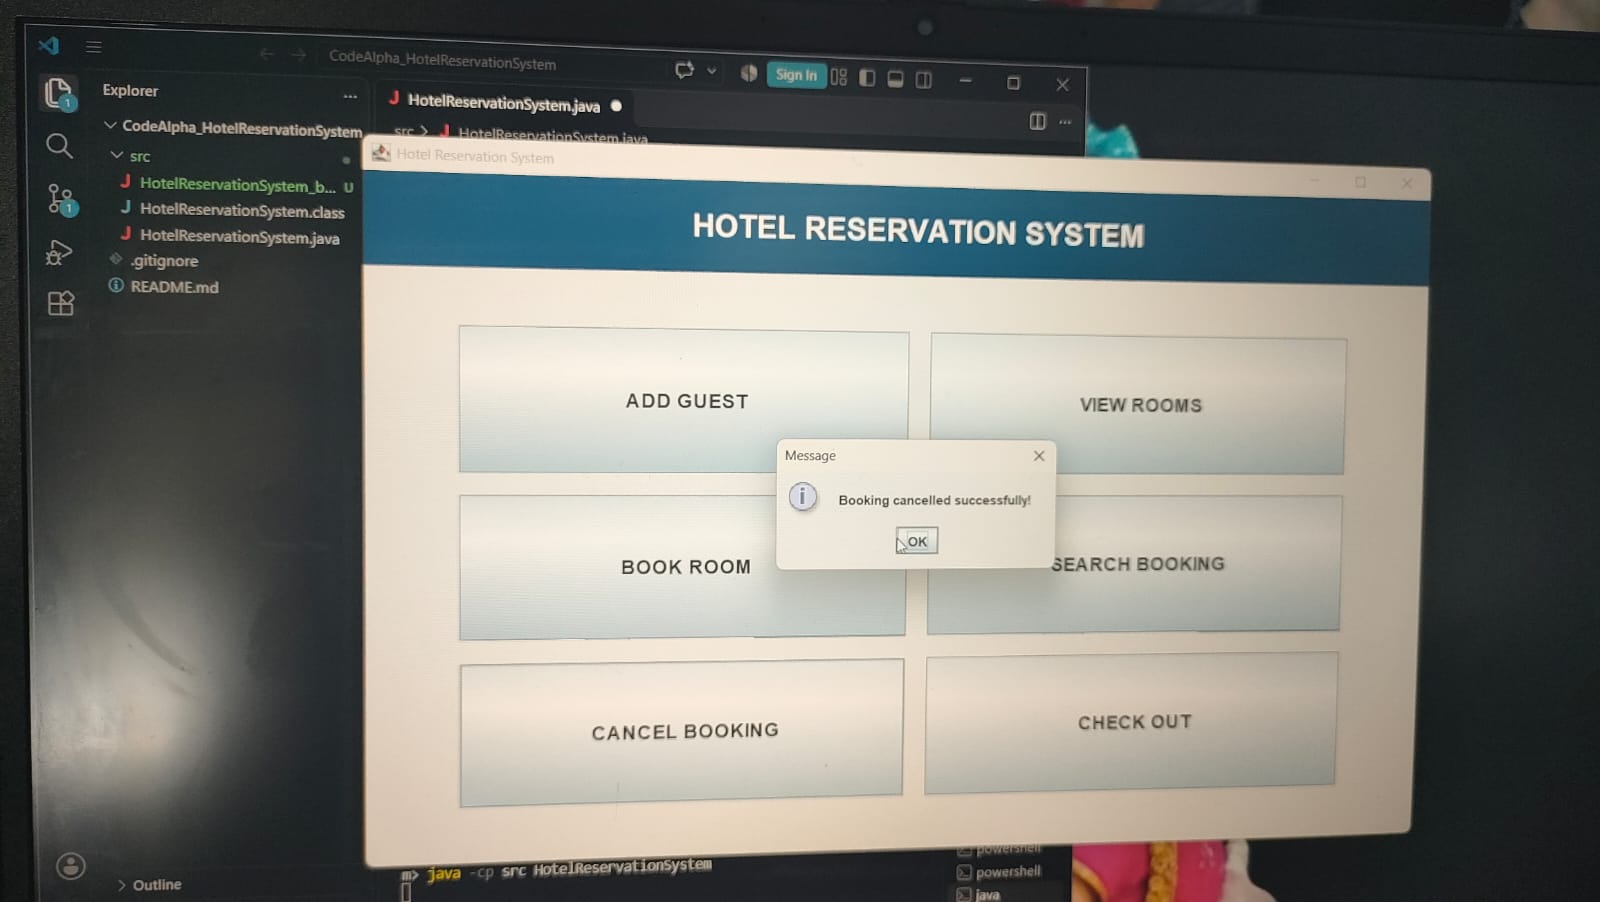 CodeAlpha_HotelReservationSystem
Sign In
Explorer
HotelReservationSystem.java
CodeAlpha_HotelReservationSystem
src > HotelReservationSystem.java
src
HotelReservationSystem_b... U
HotelReservationSystem.class
HotelReservationSystem.java
.gitignore
README.md
1
1
Hotel Reservation System
HOTEL RESERVATION SYSTEM
ADD GUEST
VIEW ROOMS
Message
Booking cancelled successfully!
OK
BOOK ROOM
SEARCH BOOKING
CANCEL BOOKING
CHECK OUT
m> java -cp src HotelReservationSystem
powershell
powershell
java
Outline